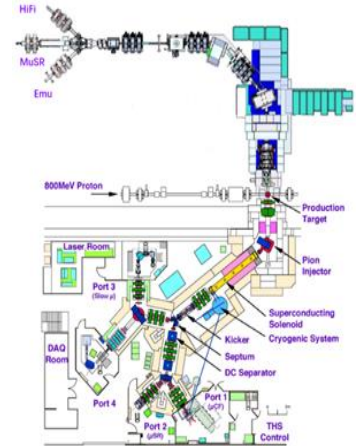 HiFi
MuSR
Emu
800MeV Proton
Production
Target
Laser Room
Pion
Injector
Port 3
(Slow μ)
Superconducting
Solenoid
Cryogenic System
Kicker
Septum
DC Separator
DAQ
Room
Port 4
Port 1
(μCF)
Port 2
(μSR)
THS
Control